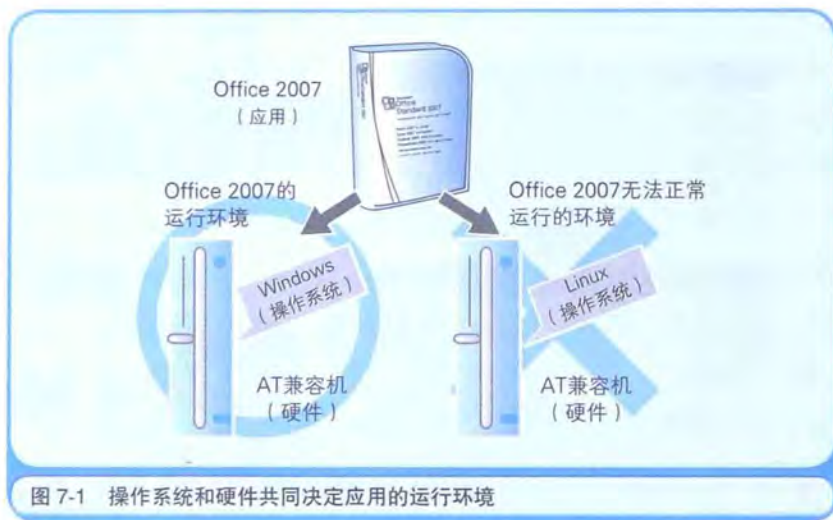 Office 2007
（应用）
Office
Standard 2007
Office 2007的
运行环境
Office 2007无法正常
运行的环境
Windows
（操作系统）
Linux
（操作系统）
AT兼容机
（硬件）
AT兼容机
（硬件）
图 7-1 操作系统和硬件共同决定应用的运行环境